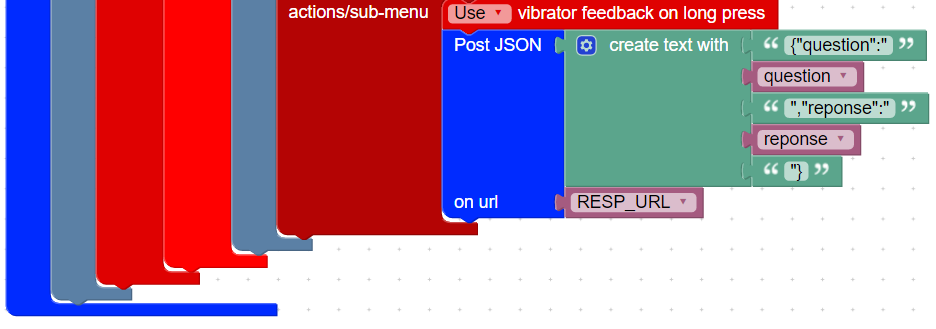 actions/sub-menu Use vibrator feedback on long press
Post JSON create text with “ {"question":" ”
question
“ ","reponse":" ”
reponse
“ "} ”
on url RESP_URL